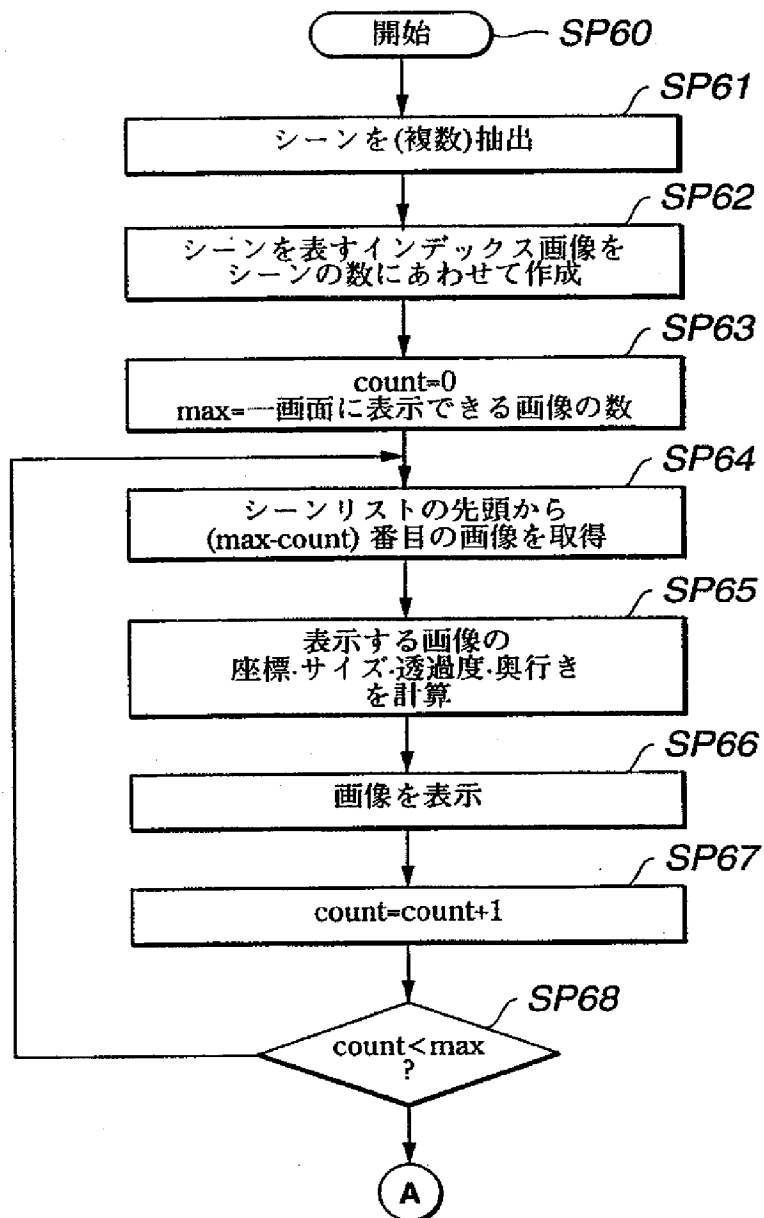 開始
SP60
SP61
シーンを(複数)抽出
SP62
シーンを表すインデックス画像を
シーンの数にあわせて作成
SP63
count=0
max=一画面に表示できる画像の数
SP64
シーンリストの先頭から
(max-count) 番目の画像を取得
SP65
表示する画像の
座標·サイズ·透過度·奥行き
を計算
SP66
画像を表示
SP67
count=count+1
SP68
count<max
?
A